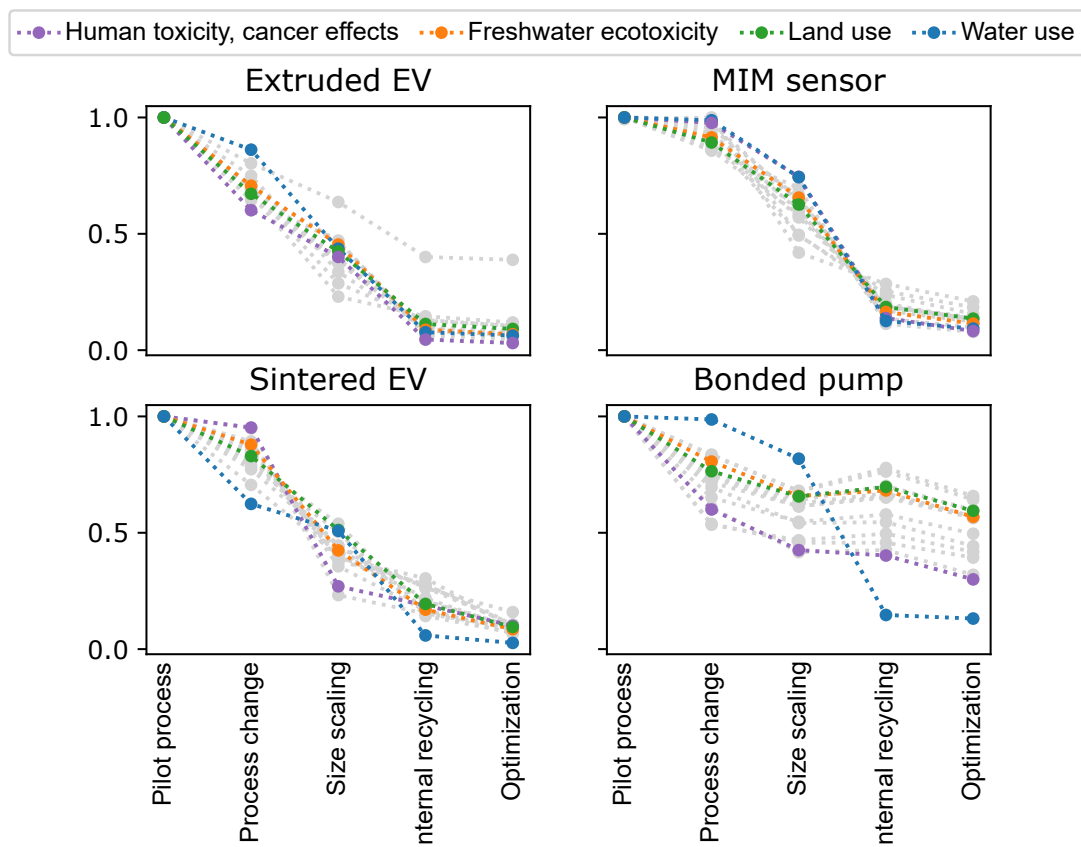 Human toxicity, cancer effects Freshwater ecotoxicity Land use Water use
Extruded EV MIM sensor
1.0
0.5
0.0
Sintered EV Bonded pump
1.0
0.5
0.0
Pilot process
Process change
Size scaling
nternal recycling
Optimization
Pilot process
Process change
Size scaling
nternal recycling
Optimization